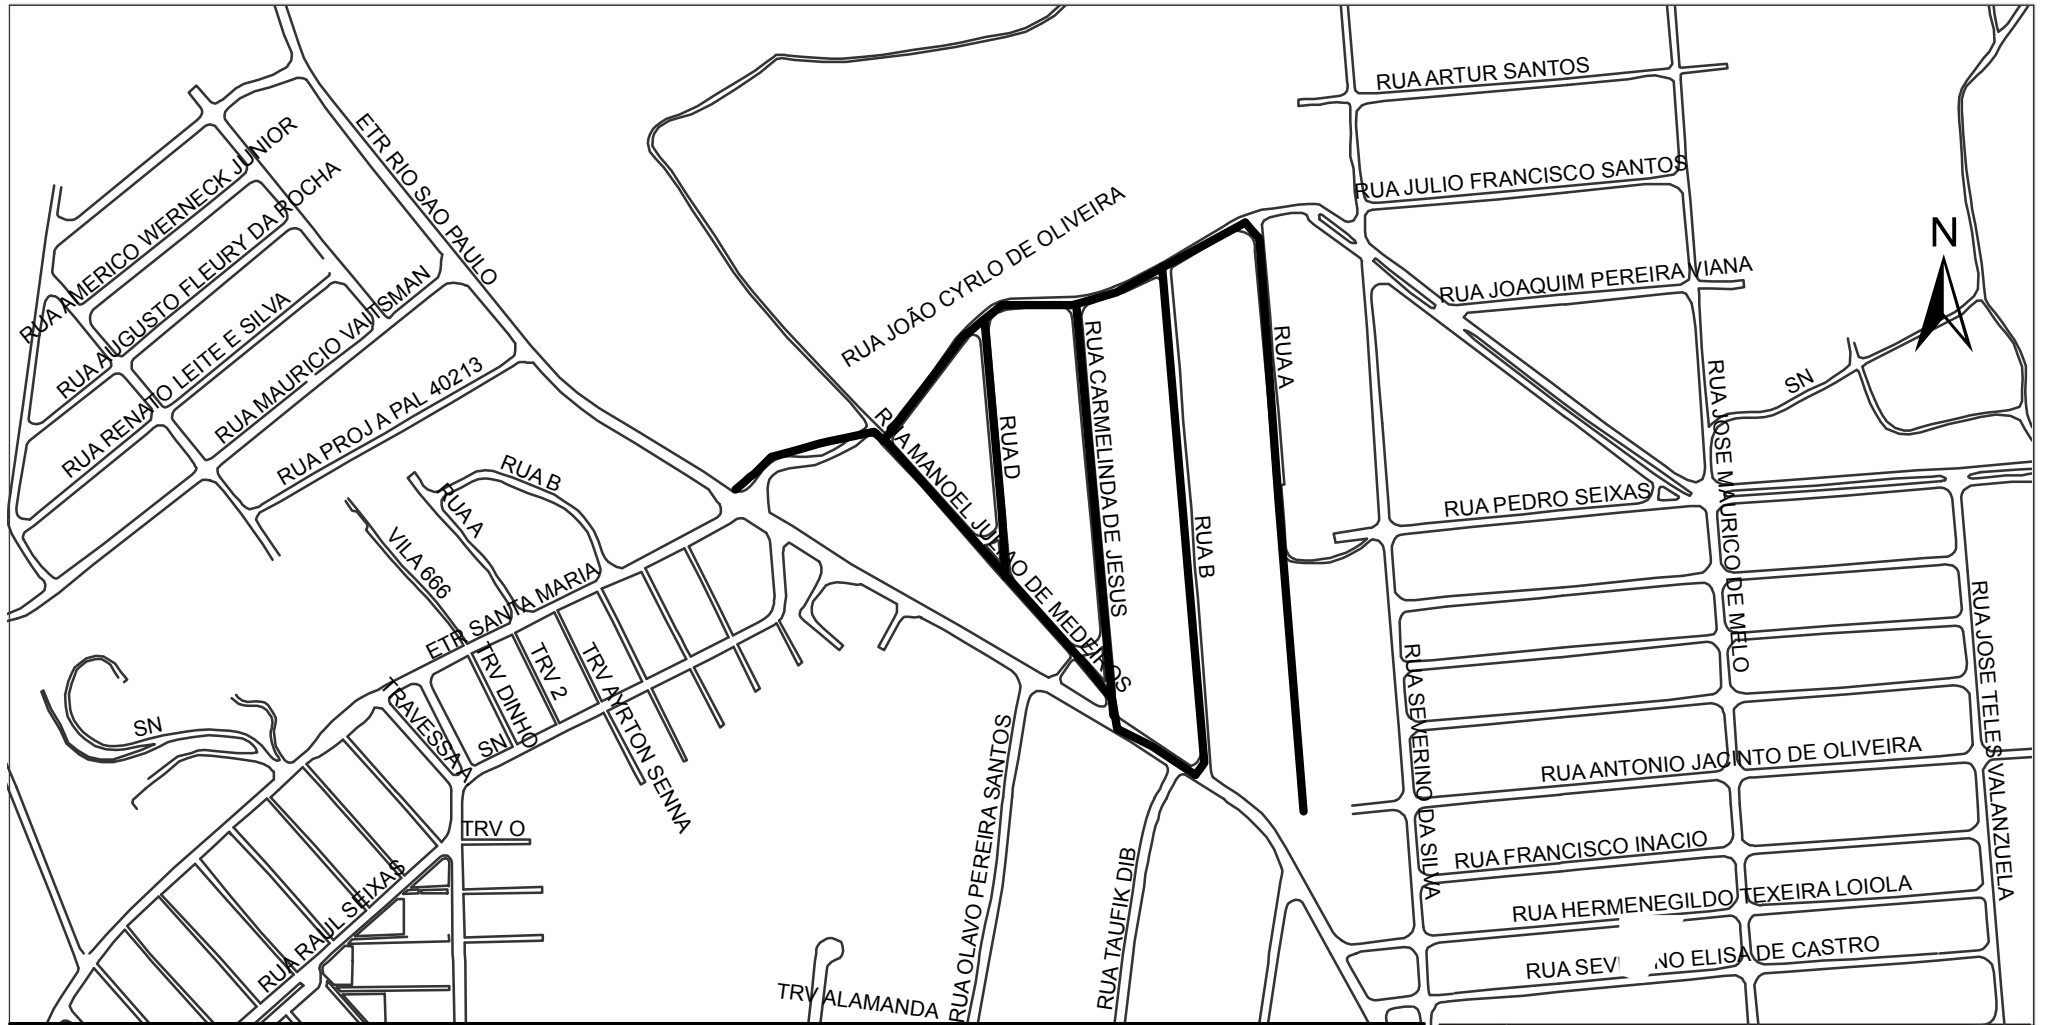 RUA ARTUR SANTOS
ETR RIO SAO PAULO
RUA AMERICO WERNECK JUNIOR
RUA JULIO FRANCISCO SANTOS
RUA AUGUSTO FLEURY DA ROCHA
RUA JOÃO CYRLO DE OLIVEIRA
N
RUA JOAQUIM PEREIRA VIANA
RUA RENATO LEITE E SILVA
RUA MAURICIO VAITSMAN
RUA A
RUA PROJ A PAL 40213
RUA CARMELINDA DE JESUS
RUA JOSE MAURICO DE MELO
SN
RUA D
RUA MANOEL JULIAO DE MEDEIROS
RUA B
RUA A
RUA PEDRO SEIXAS
RUA B
VILA 666
ETR SANTA MARIA
RUA JOSE TELES VALANZUELA
TRV DINHO
TRV 2
TRV AYRTON SENNA
RUA SEVERINO DA SILVA
TRAVESSA A
SN
SN
RUA OLAVO PEREIRA SANTOS
RUA ANTONIO JACINTO DE OLIVEIRA
TRV O
RUA FRANCISCO INACIO
RUA TAUFIK DIB
RUA RAUL SEIXAS
RUA HERMENEGILDO TEXEIRA LOIOLA
RUA ELISA DE CASTRO
TRV ALAMANDA